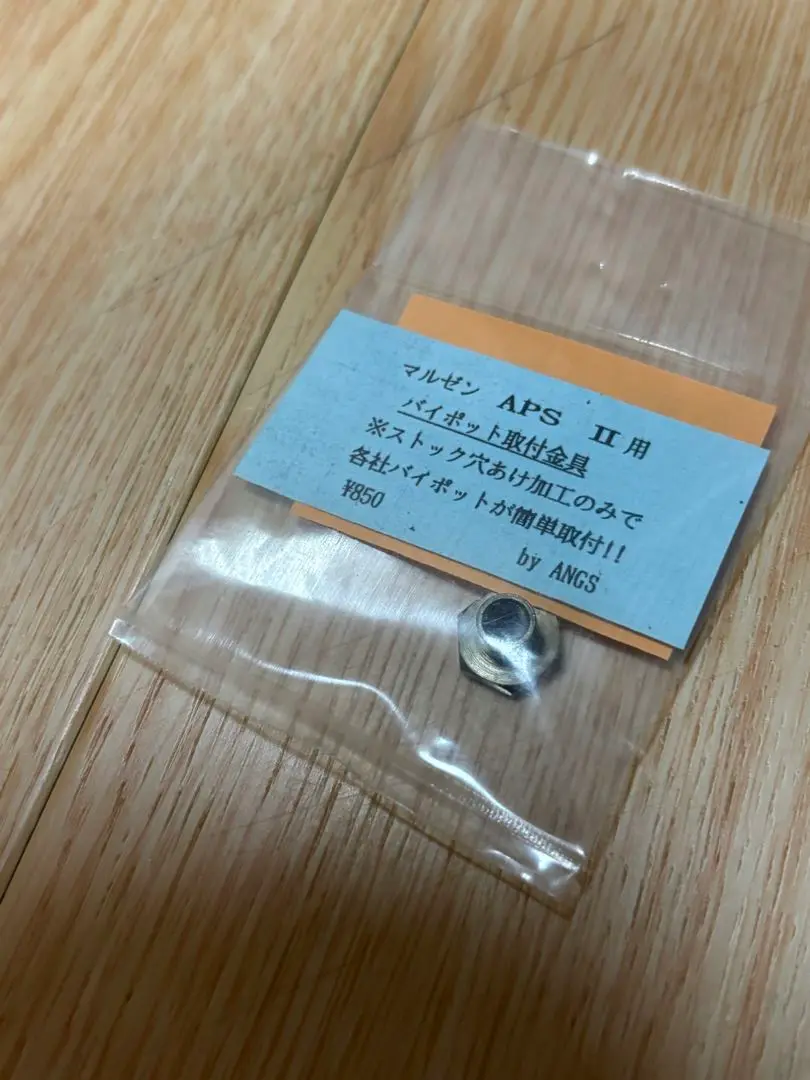 マルゼン APS Ⅱ用
バイポット取付金具
※ストック穴あけ加工のみで
各社バイポットが簡単取付!!
¥850
by ANGS